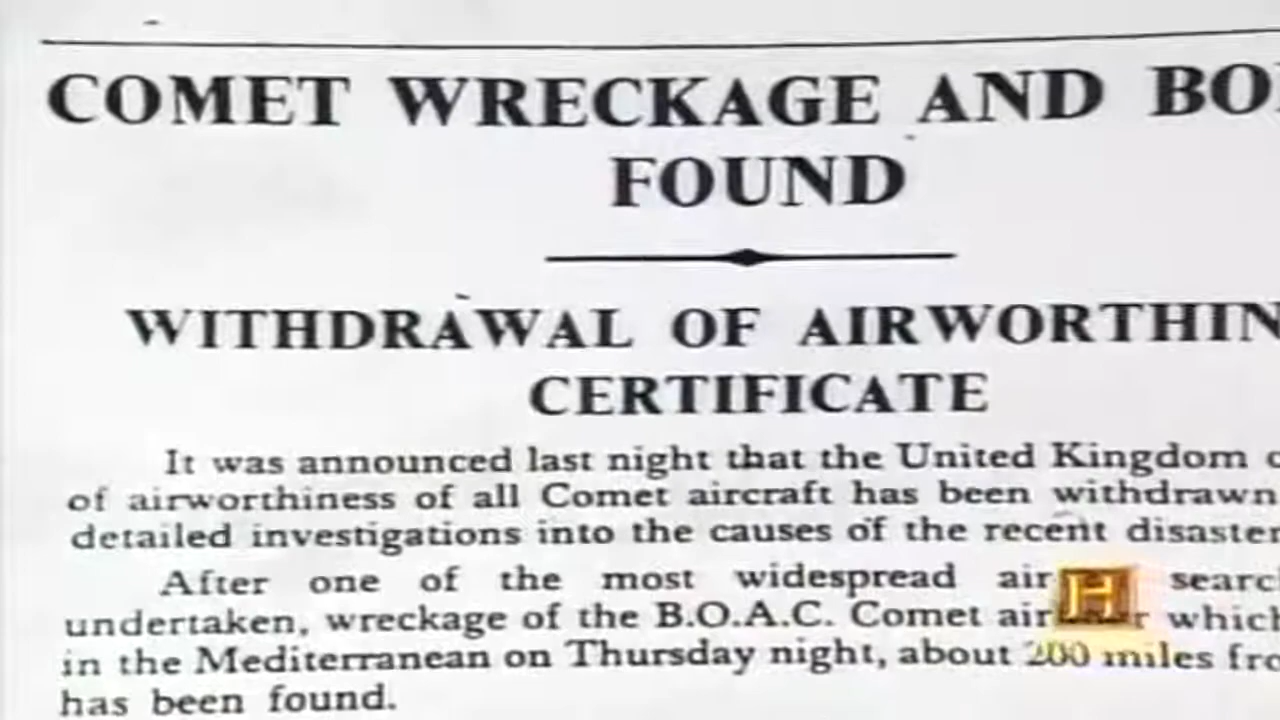 COMET WRECKAGE AND BO
FOUND
WITHDRAWAL OF AIRWORTHIN
CERTIFICATE
It was announced last night that the United Kingdom c
of airworthiness of all Comet aircraft has been withdrawn
detailed investigations into the causes of the recent disaster
After one of the most widespread air searc
undertaken, wreckage of the B.O.A.C. Comet air r which
in the Mediterranean on Thursday night, about 200 miles fro
has been found.
H